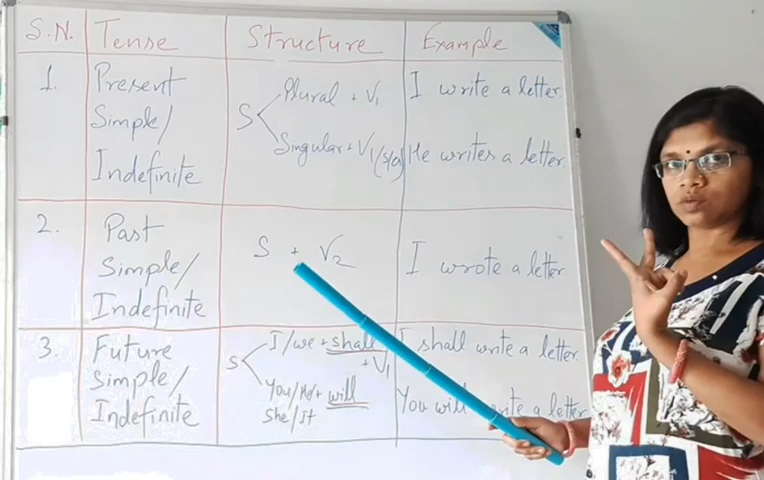 S.N. Tense Structure Example
1. Present Simple/ Indefinite
S Plural + V1
Singular + V1(s/es)
I write a letter.
He writes a letter.
2. Past Simple/ Indefinite
S + V2
I wrote a letter
3. Future Simple/ Indefinite
S I/we + shall + V1
You/He/ + will
She/It
I shall write a letter.
You will write a letter